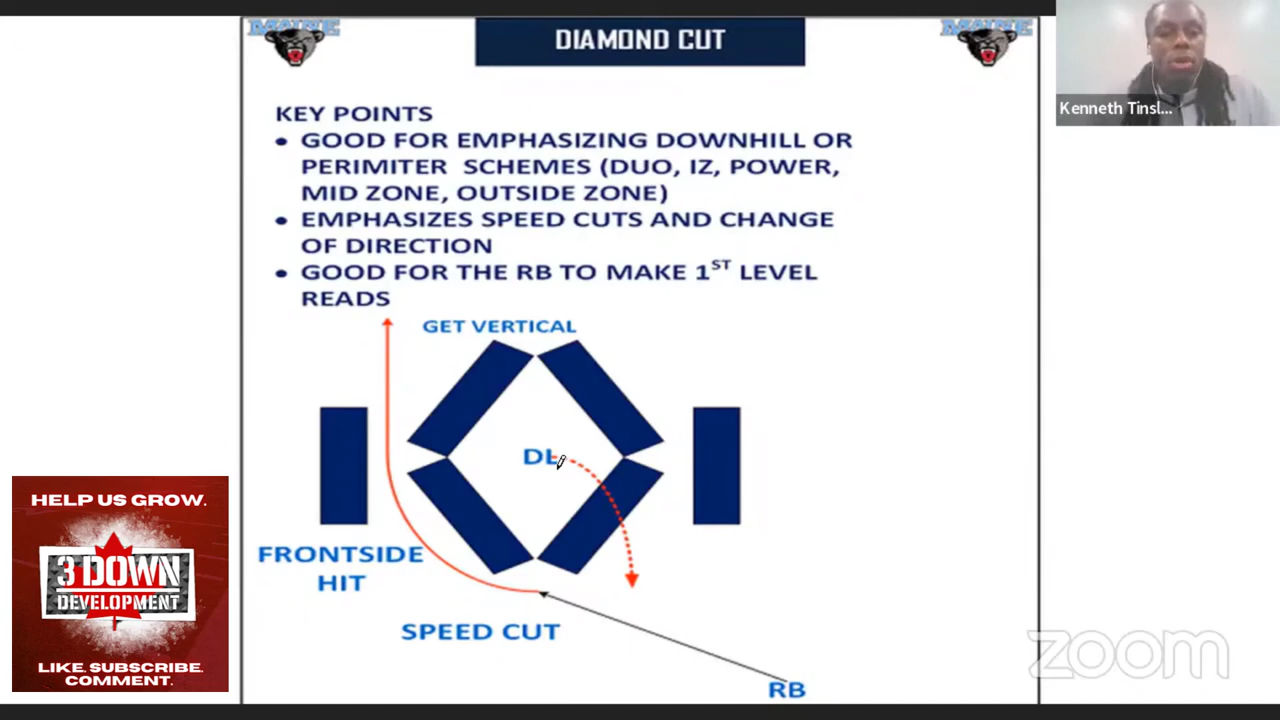 MAINE
MAINE
DIAMOND CUT
Kenneth Tinsl...
KEY POINTS
• GOOD FOR EMPHASIZING DOWNHILL OR
PERIMITER SCHEMES (DUO, IZ, POWER,
MID ZONE, OUTSIDE ZONE)
• EMPHASIZES SPEED CUTS AND CHANGE
OF DIRECTION
• GOOD FOR THE RB TO MAKE 1ST LEVEL
READS
GET VERTICAL
DL
FRONTSIDE
HIT
SPEED CUT
RB
HELP US GROW.
3 DOWN
DEVELOPMENT
LIKE. SUBSCRIBE.
COMMENT.
zoom